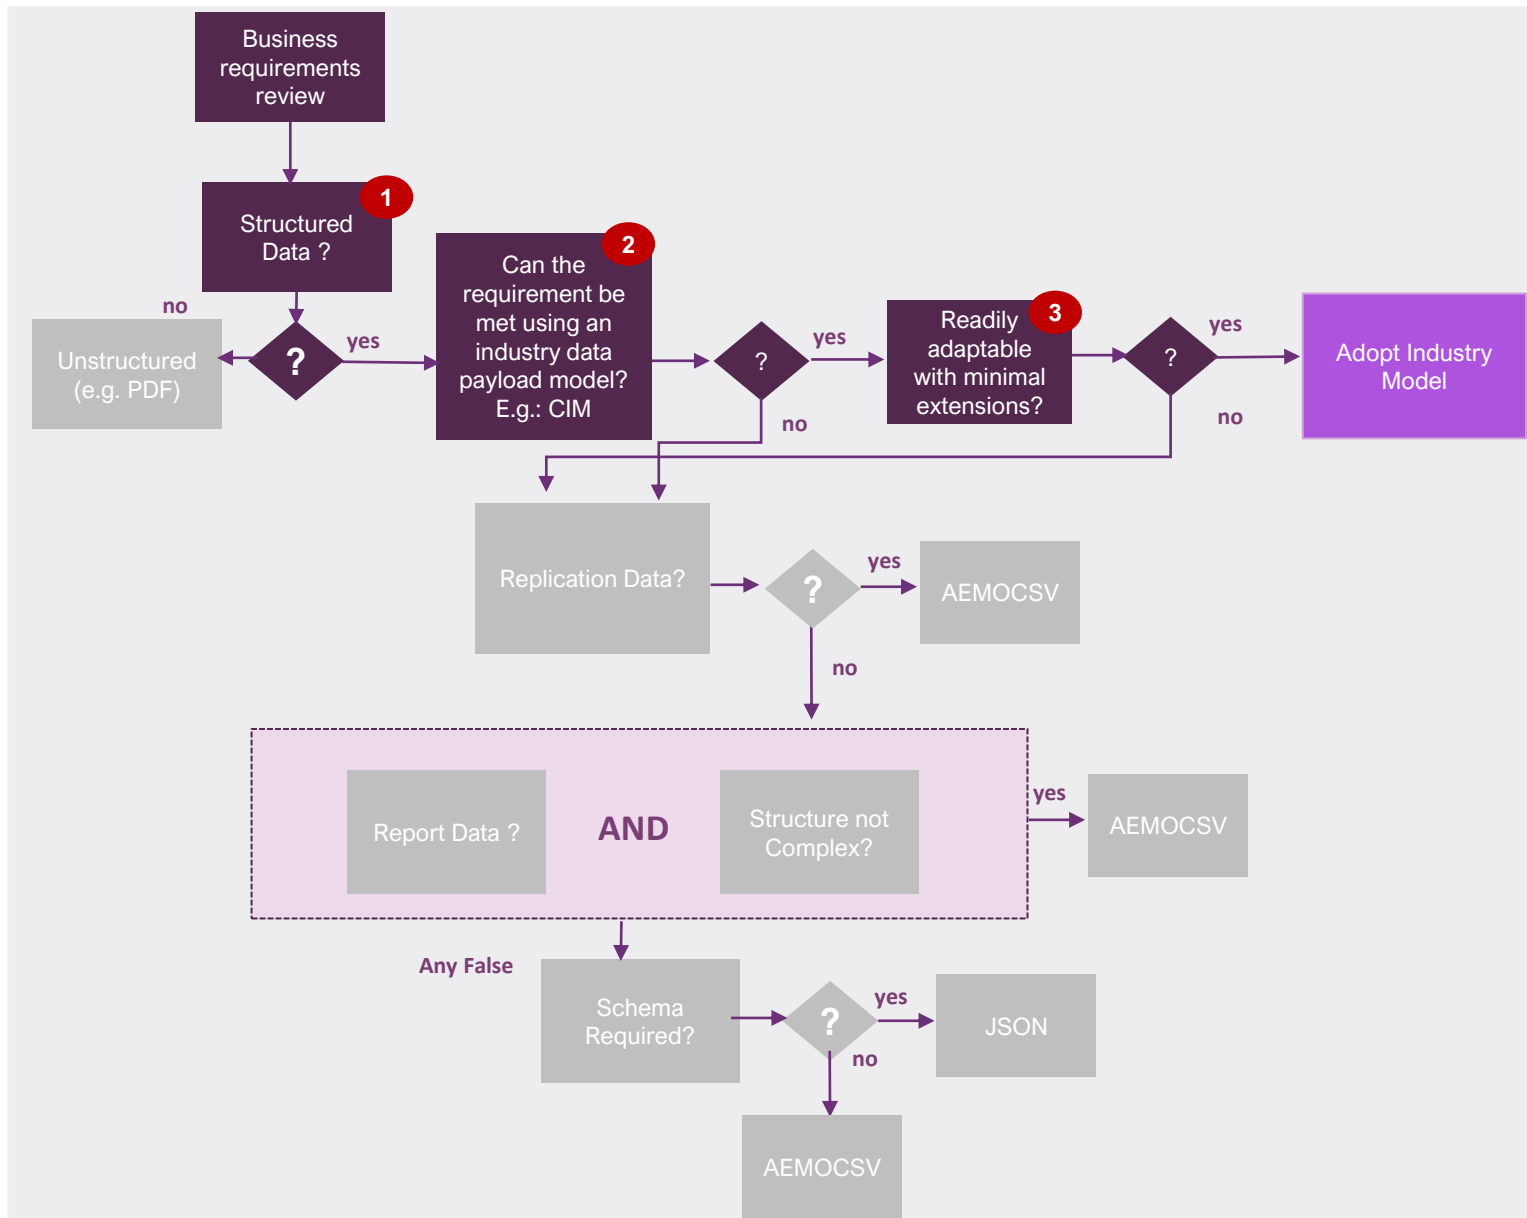 Business
requirements
review
1
Structured
Data ?
2
Can the
requirement be
met using an
industry data
payload model?
E.g.: CIM
3
Readily
adaptable
with minimal
extensions?
Adopt Industry
Model
no
Unstructured
(e.g. PDF)
?
yes
?
yes
no
?
yes
no
Replication Data?
?
yes
AEMOCSV
no
Report Data ?
AND
Structure not
Complex?
yes
AEMOCSV
Any False
Schema
Required?
?
yes
JSON
no
AEMOCSV